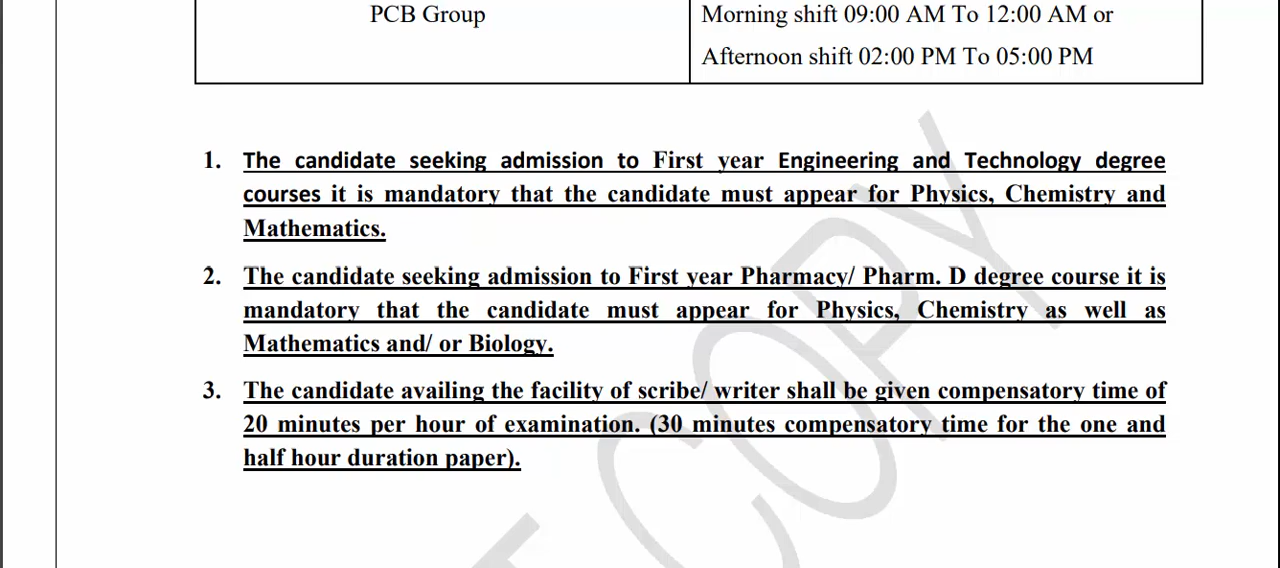 PCB Group
Morning shift 09:00 AM To 12:00 AM or
Afternoon shift 02:00 PM To 05:00 PM
1. The candidate seeking admission to First year Engineering and Technology degree
courses it is mandatory that the candidate must appear for Physics, Chemistry and
Mathematics.
2. The candidate seeking admission to First year Pharmacy/ Pharm. D degree course it is
mandatory that the candidate must appear for Physics, Chemistry as well as
Mathematics and/ or Biology.
3. The candidate availing the facility of scribe/ writer shall be given compensatory time of
20 minutes per hour of examination. (30 minutes compensatory time for the one and
half hour duration paper).
COPY